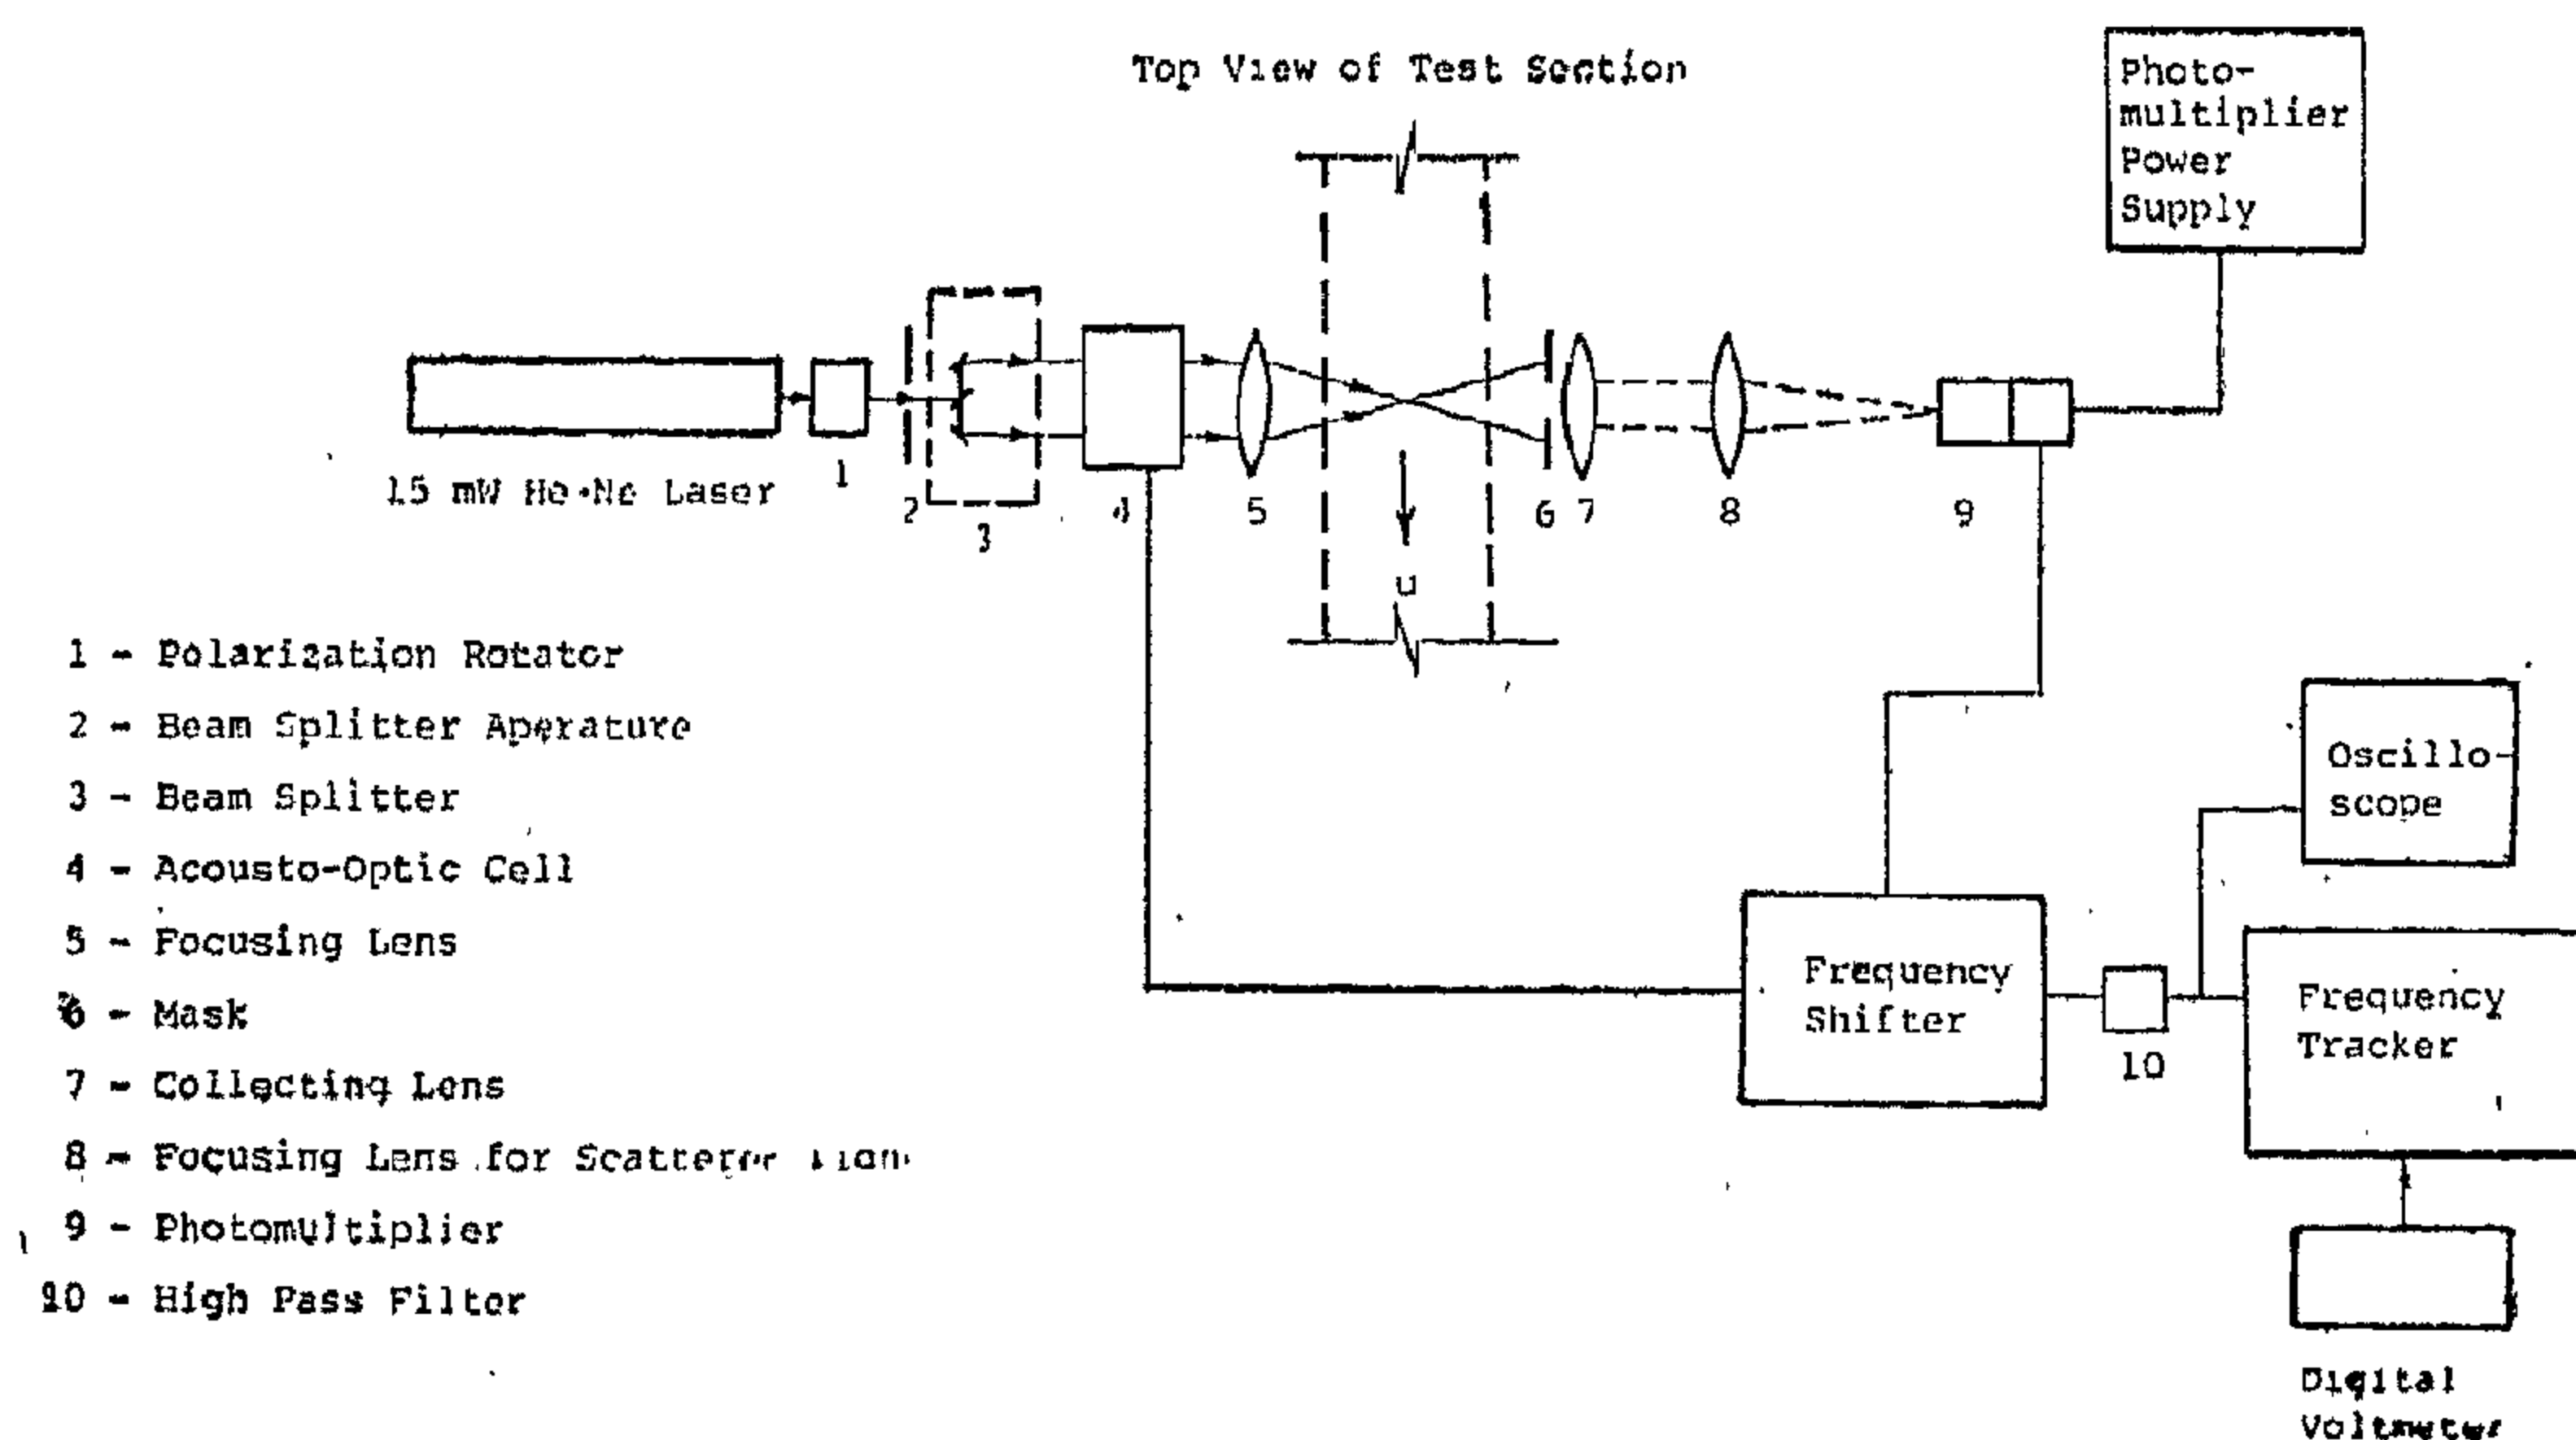 Top View of Test Section
Photo-
multiplier
Power
Supply
15 mW He-Ne Laser
1
2
3
4
5
6
7
8
9
u
1 - Polarization Rotator
2 - Beam Splitter Aperature
3 - Beam Splitter
4 - Acousto-Optic Cell
5 - Focusing Lens
6 - Mask
7 - Collecting Lens
8 - Focusing Lens for
9 - Photomultiplier
10 - High Pass Filter
Oscillo-
scope
Frequency
Shifter
10
Frequency
Tracker
Digital
Voltmeter